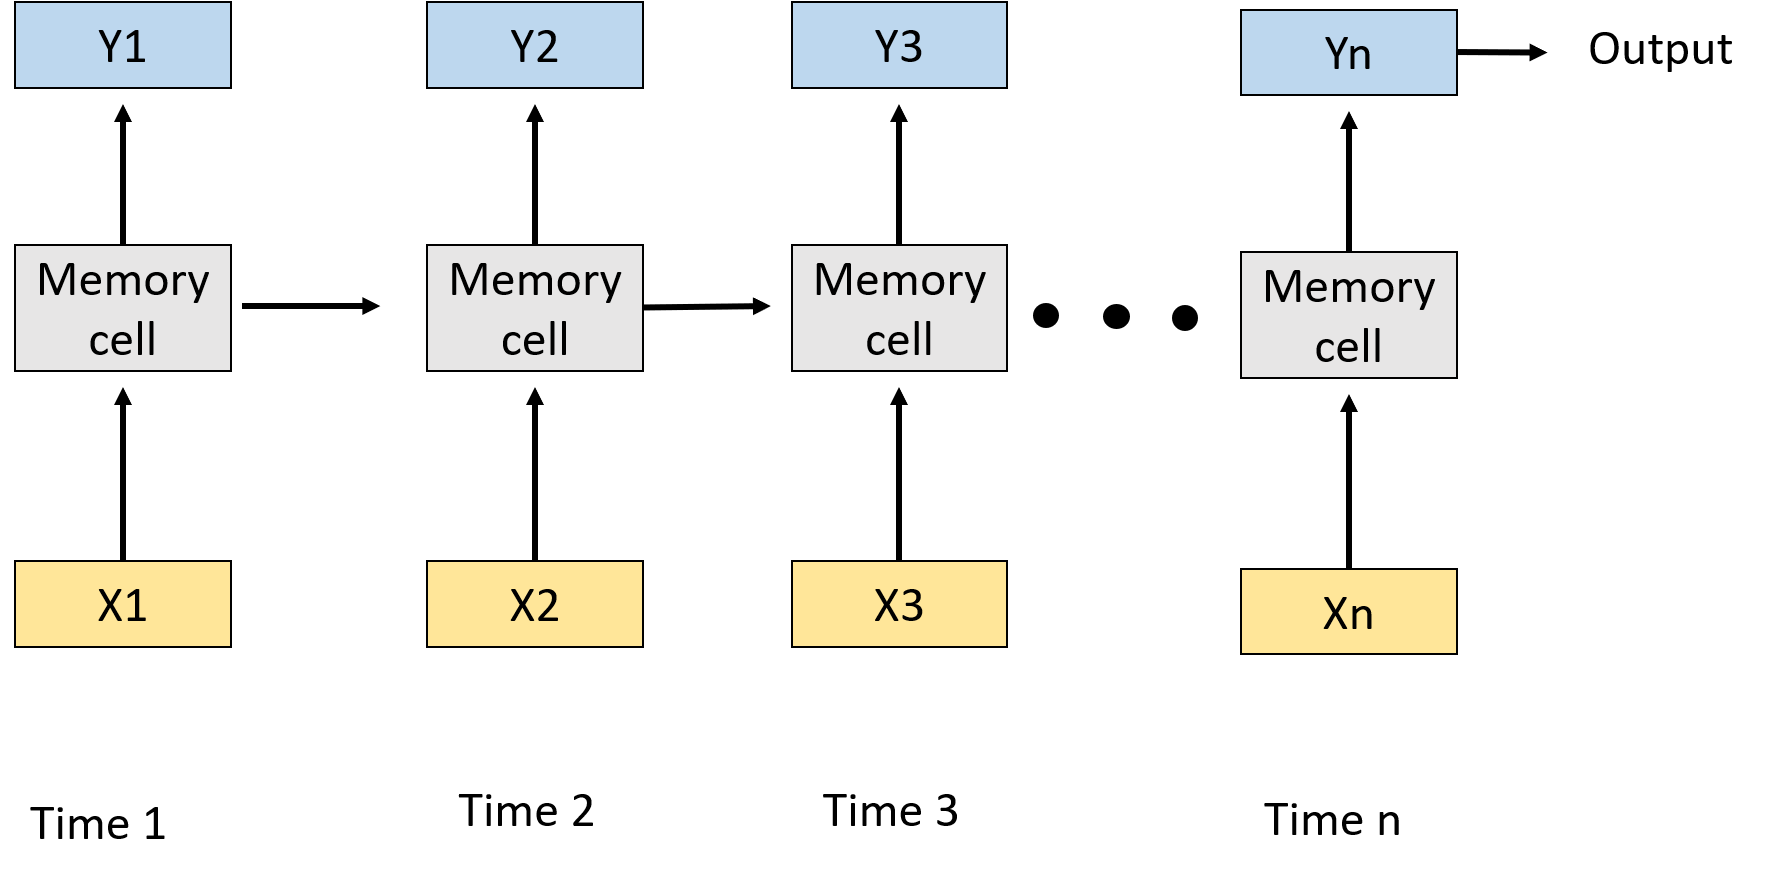 Y1
Y2
Y3
Yn
Output
Memory
cell
Memory
cell
Memory
cell
Memory
cell
X1
X2
X3
Xn
Time 1
Time 2
Time 3
Time n